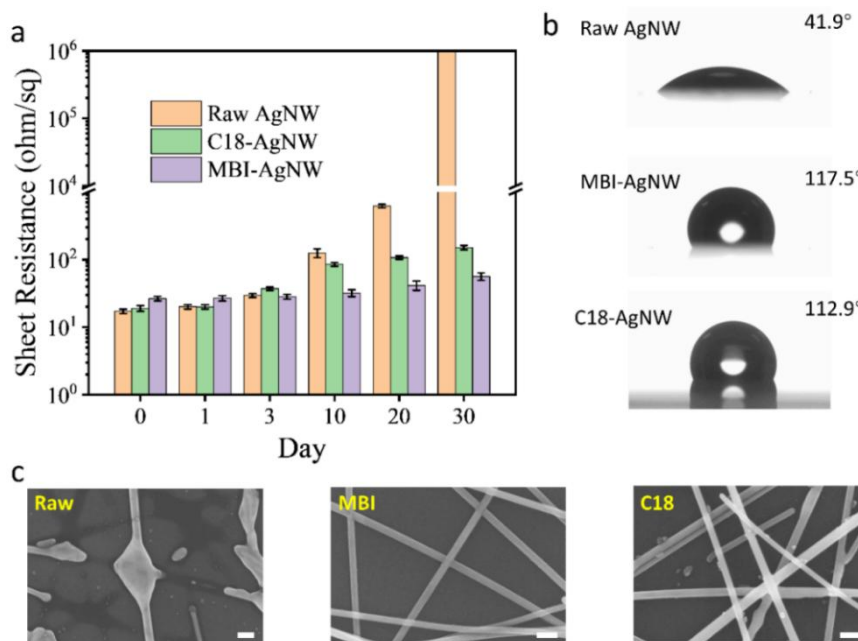 a
10^6
10^5
10^4
10^2
10^1
10^0
Sheet Resistance (ohm/sq)
Raw AgNW
C18-AgNW
MBI-AgNW
0 1 3 10 20 30
Day
b
Raw AgNW 41.9°
MBI-AgNW 117.5°
C18-AgNW 112.9°
c
Raw
MBI
C18